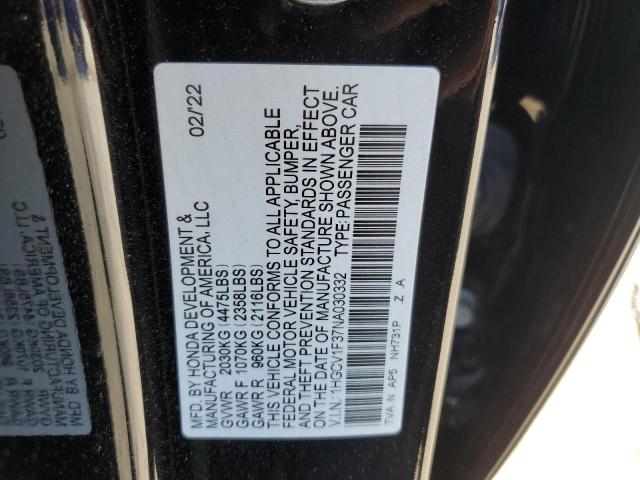 MFD. BY HONDA DEVELOPMENT & 02/22
MANUFACTURING OF AMERICA, LLC
GVWR 2030KG (4475LBS)
GAWR F 1070KG (2358LBS)
GAWR R 960KG (2116LBS)
THIS VEHICLE CONFORMS TO ALL APPLICABLE
FEDERAL MOTOR VEHICLE SAFETY, BUMPER,
AND THEFT PREVENTION STANDARDS IN EFFECT
ON THE DATE OF MANUFACTURE SHOWN ABOVE.
V.I.N.: 1HGCV1F37NA030332 TYPE: PASSENGER CAR
TVA N AP5 NH731P Z A